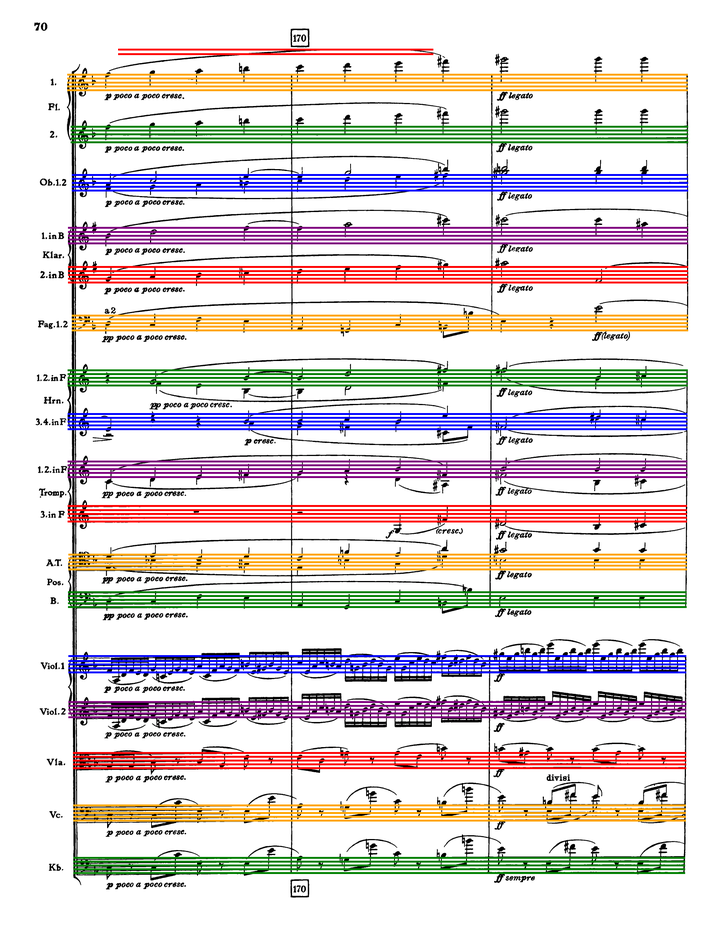 70
170
1.
p poco a poco cresc.
ff legato
Fl.
2.
p poco a poco cresc.
ff legato
Ob.1.2
p poco a poco cresc.
ff legato
1.in B
p poco a poco cresc.
ff legato
Klar.
2.in B
p poco a poco cresc.
ff legato
a 2
Fag.1.2
pp poco a poco cresc.
ff(legato)
1.2.in F
pp poco a poco cresc.
ff legato
Hrn.
3.4.in F
p cresc.
ff legato
1.2.in F
pp poco a poco cresc.
ff legato
Tromp.
3.in F
f
(cresc.)
ff legato
A.T.
pp poco a poco cresc.
ff legato
Pos.
B.
pp poco a poco cresc.
ff legato
Viol.1
p poco a poco cresc.
ff
Viol.2
p poco a poco cresc.
ff
Vla.
p poco a poco cresc.
ff
divisi
Vc.
p poco a poco cresc.
ff
Kb.
p poco a poco cresc.
ff sempre
170